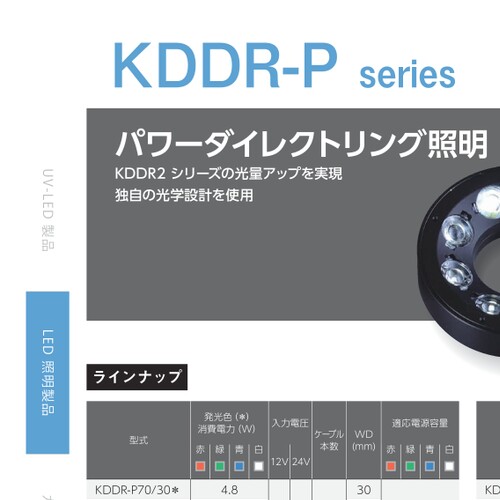 KDDR-P series
パワーダイレクトリング照明
KDDR2 シリーズの光量アップを実現
独自の光学設計を使用
UV-LED 製品
LED 照明製品
ラインナップ
型式
発光色 (*)
消費電力 (W)
赤 緑 青 白
入力電圧
12V 24V
ケーブル
本数
WD
(mm)
適応電源容量
赤 緑 青 白
KDDR-P70/30* 4.8 30